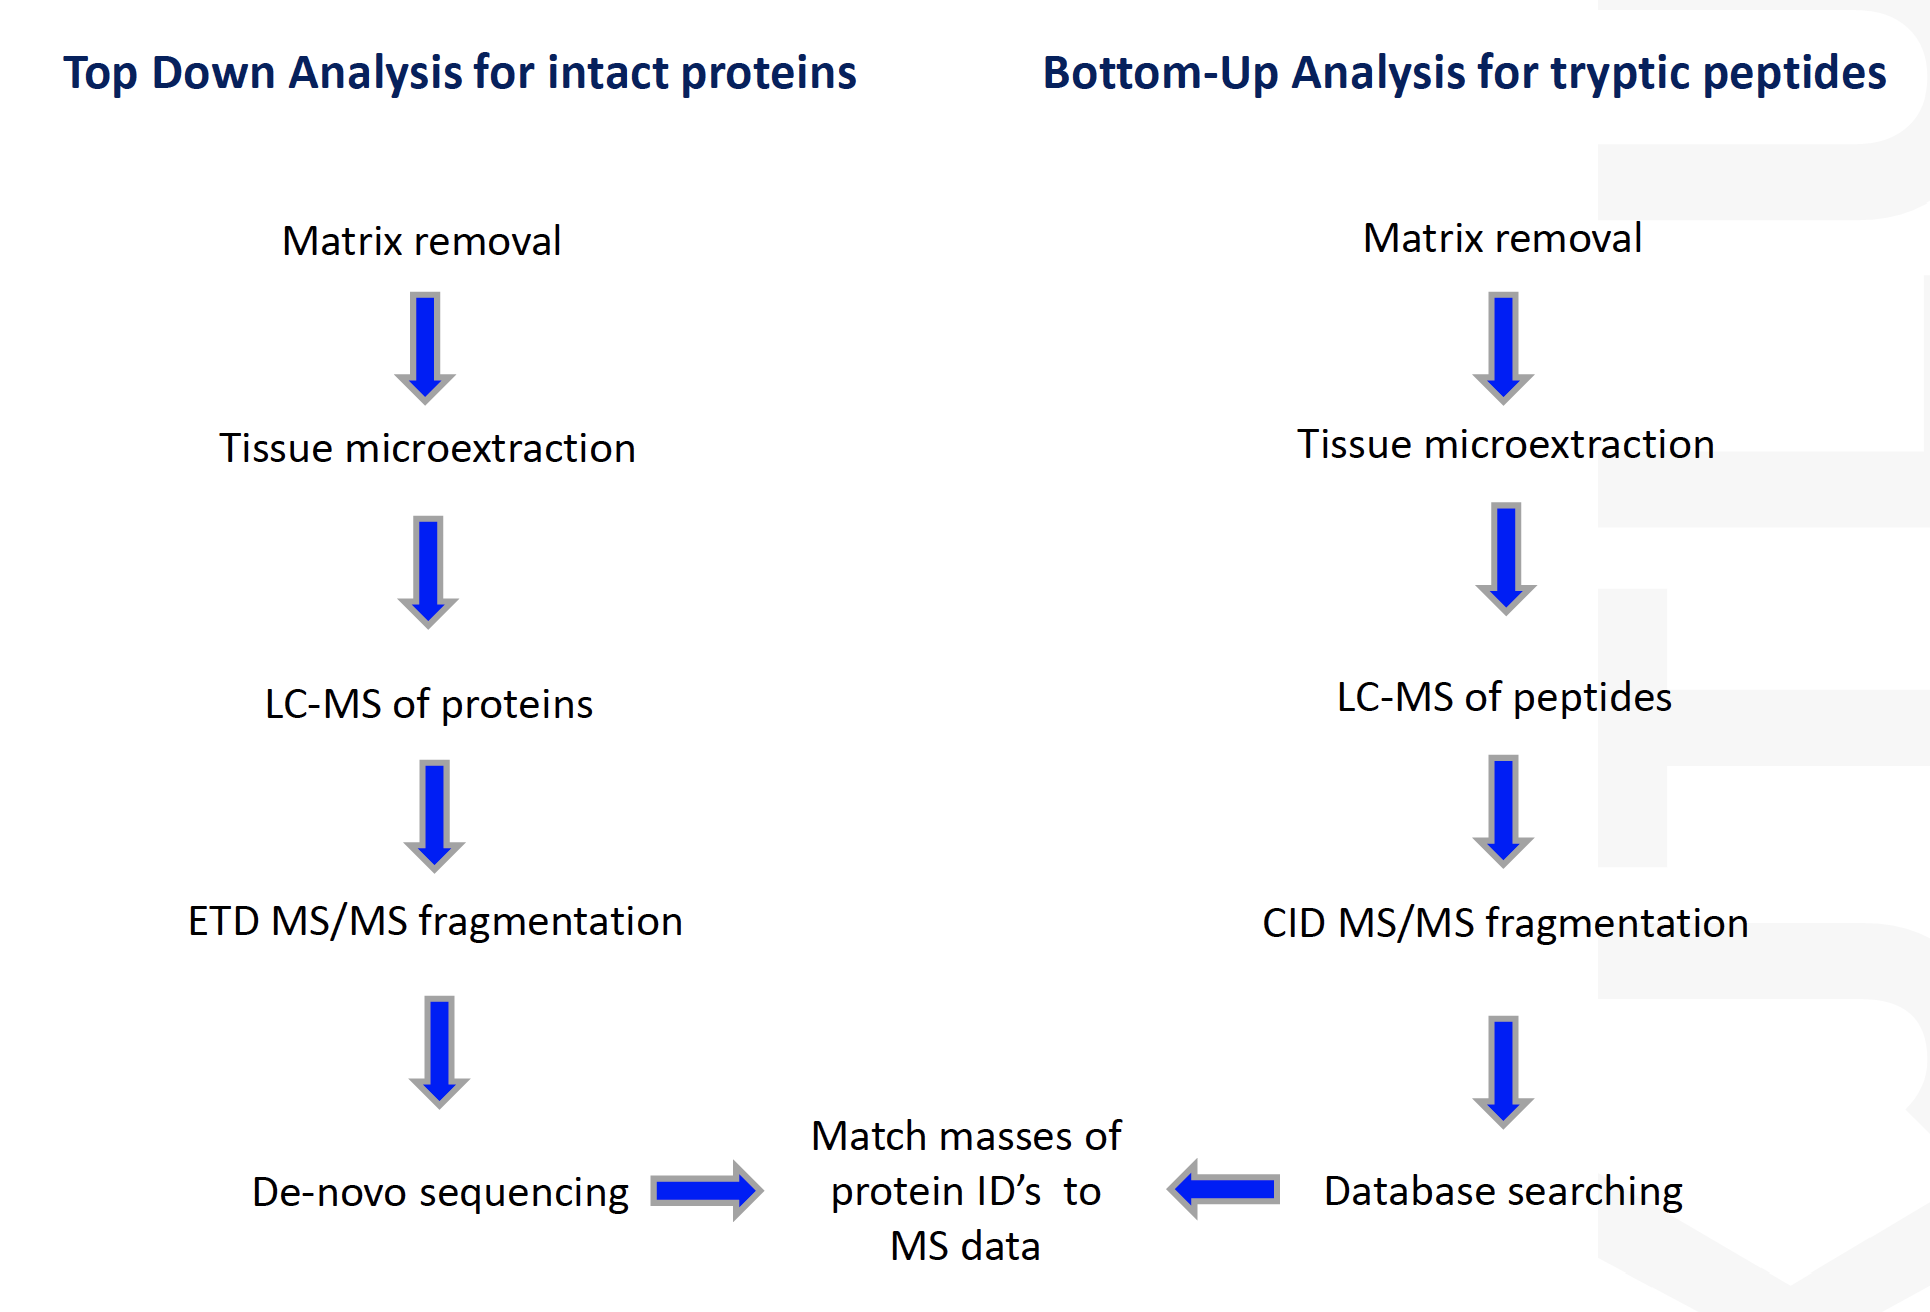 Top Down Analysis for intact proteins
Matrix removal
Tissue microextraction
LC-MS of proteins
ETD MS/MS fragmentation
De-novo sequencing
Bottom-Up Analysis for tryptic peptides
Matrix removal
Tissue microextraction
LC-MS of peptides
CID MS/MS fragmentation
Database searching
Match masses of
protein ID’s  to
MS data